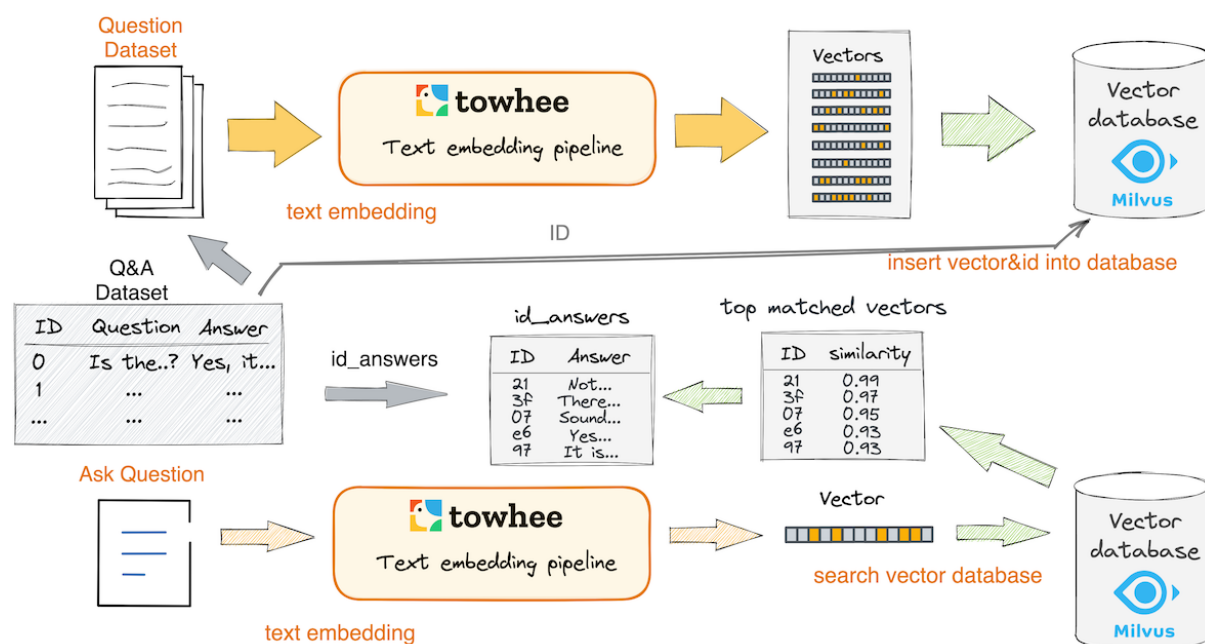 Question
Dataset
towhee
Text embedding pipeline
text embedding
Vectors
Vector
database
Milvus
ID
insert vector&id into database
Q&A
Dataset
ID Question Answer
0 Is the..? Yes, it...
1 ... ...
... ... ...
id_answers
id_answers
ID Answer
21 Not...
3f There...
07 Sound...
e6 Yes...
97 It is...
top matched vectors
ID similarity
21 0.99
3f 0.97
07 0.95
e6 0.93
97 0.93
Ask Question
towhee
Text embedding pipeline
text embedding
Vector
search vector database
Vector
database
Milvus